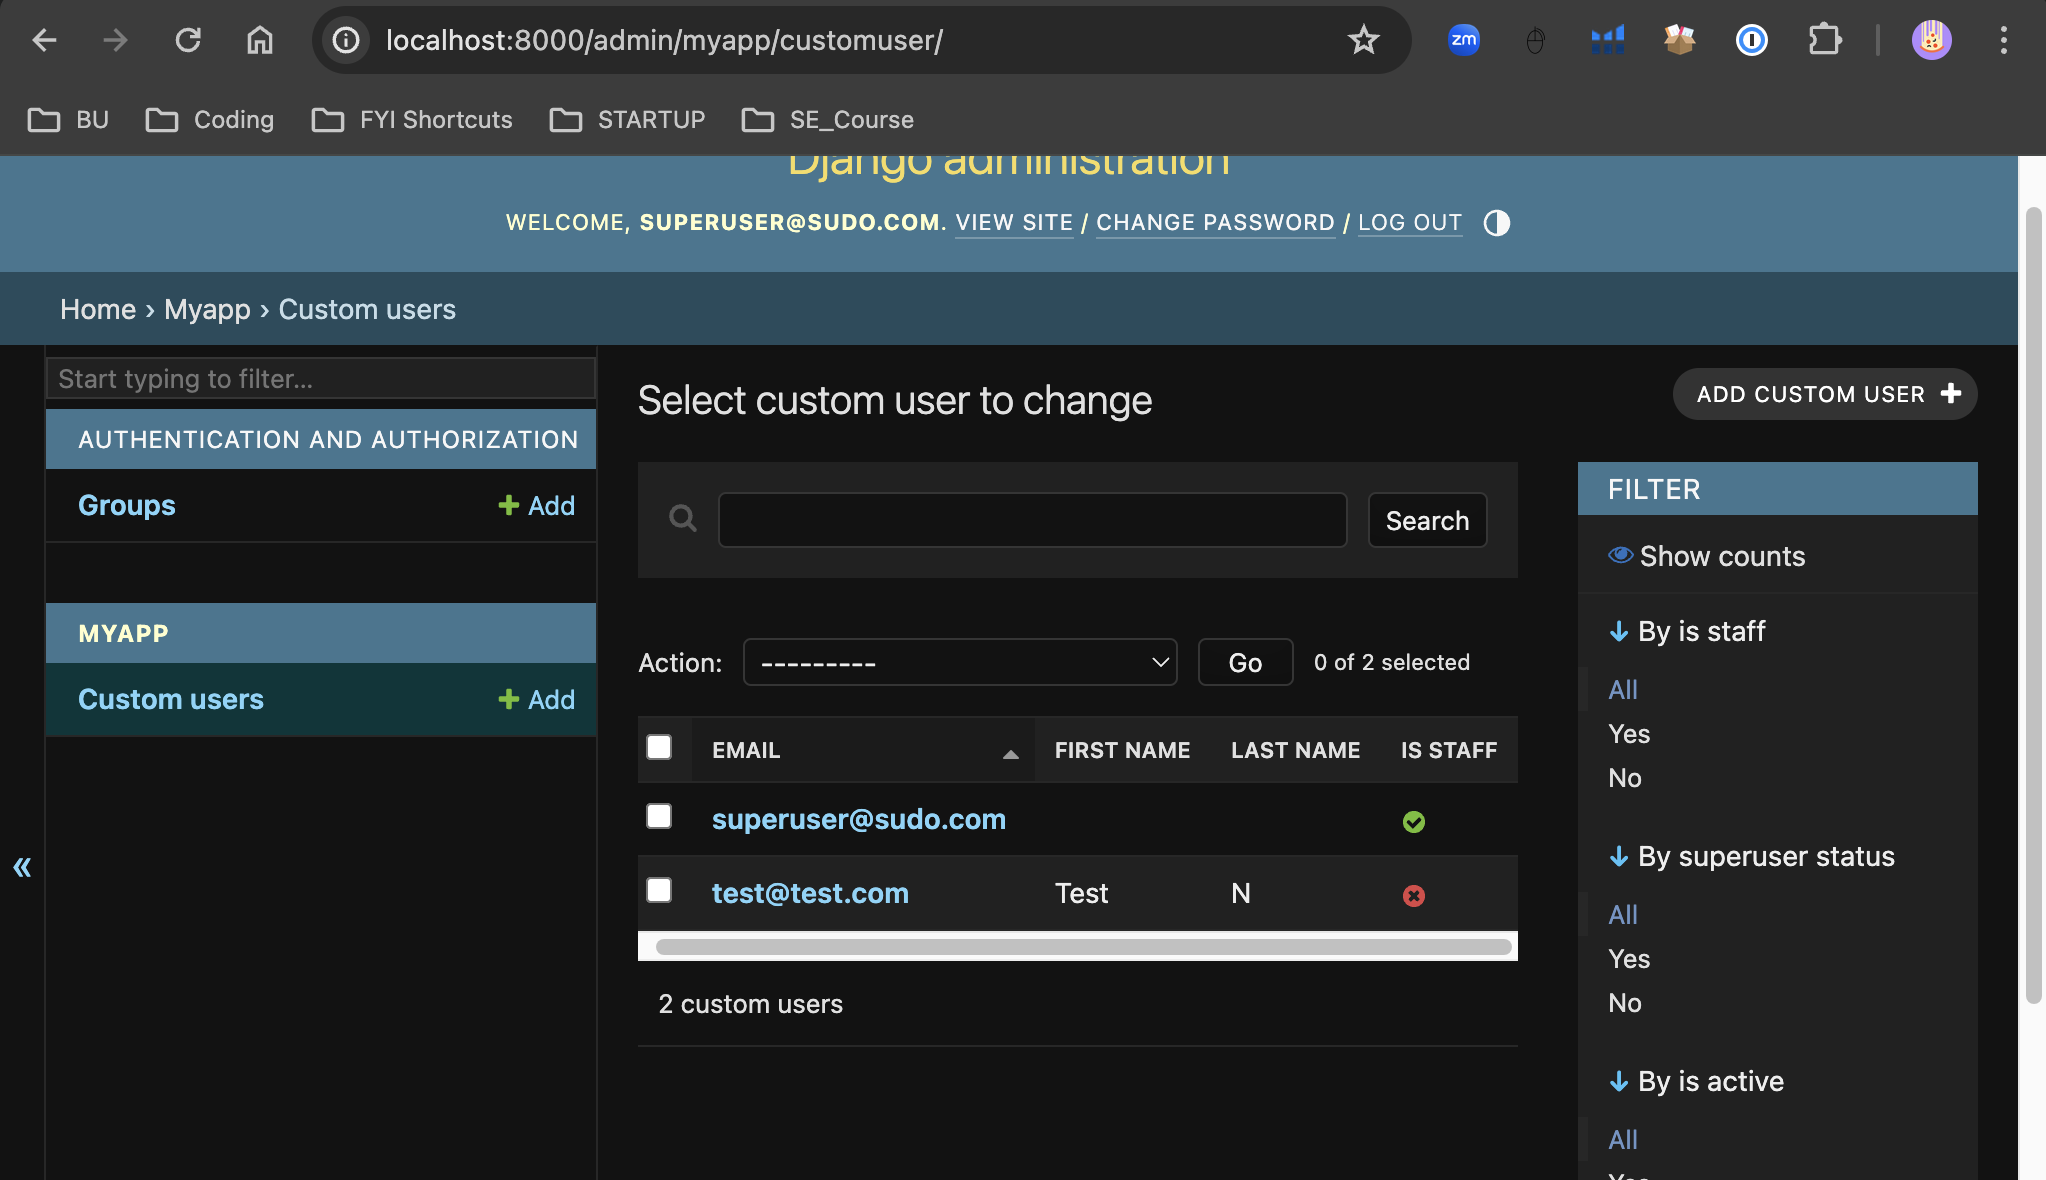 localhost:8000/admin/myapp/customuser/
zm
BU Coding FYI Shortcuts STARTUP SE_Course
Django administration
WELCOME, SUPERUSER@SUDO.COM. VIEW SITE / CHANGE PASSWORD / LOG OUT
Home › Myapp › Custom users
Start typing to filter...
AUTHENTICATION AND AUTHORIZATION
Groups Add
MYAPP
Custom users Add
«
Select custom user to change
ADD CUSTOM USER
Search
Action: --------- Go 0 of 2 selected
EMAIL FIRST NAME LAST NAME IS STAFF
superuser@sudo.com
test@test.com Test N
2 custom users
FILTER
Show counts
↓ By is staff
All
Yes
No
↓ By superuser status
All
Yes
No
↓ By is active
All
Yes